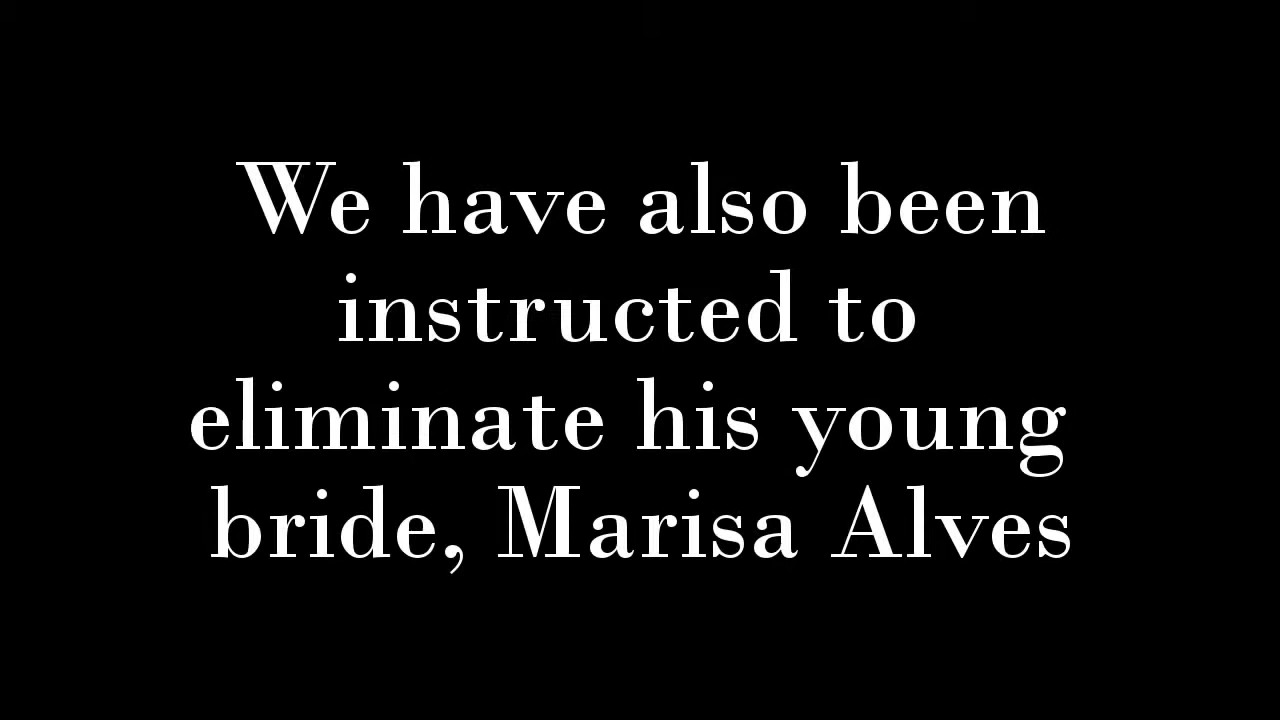 We have also been
instructed to
eliminate his young
bride, Marisa Alves